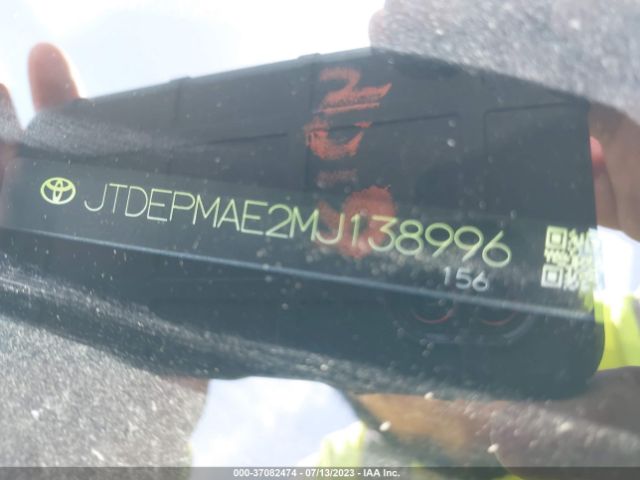 JTDEPMAE2MJ138996
156
000-37082474 - 07/13/2023 - IAA Inc.